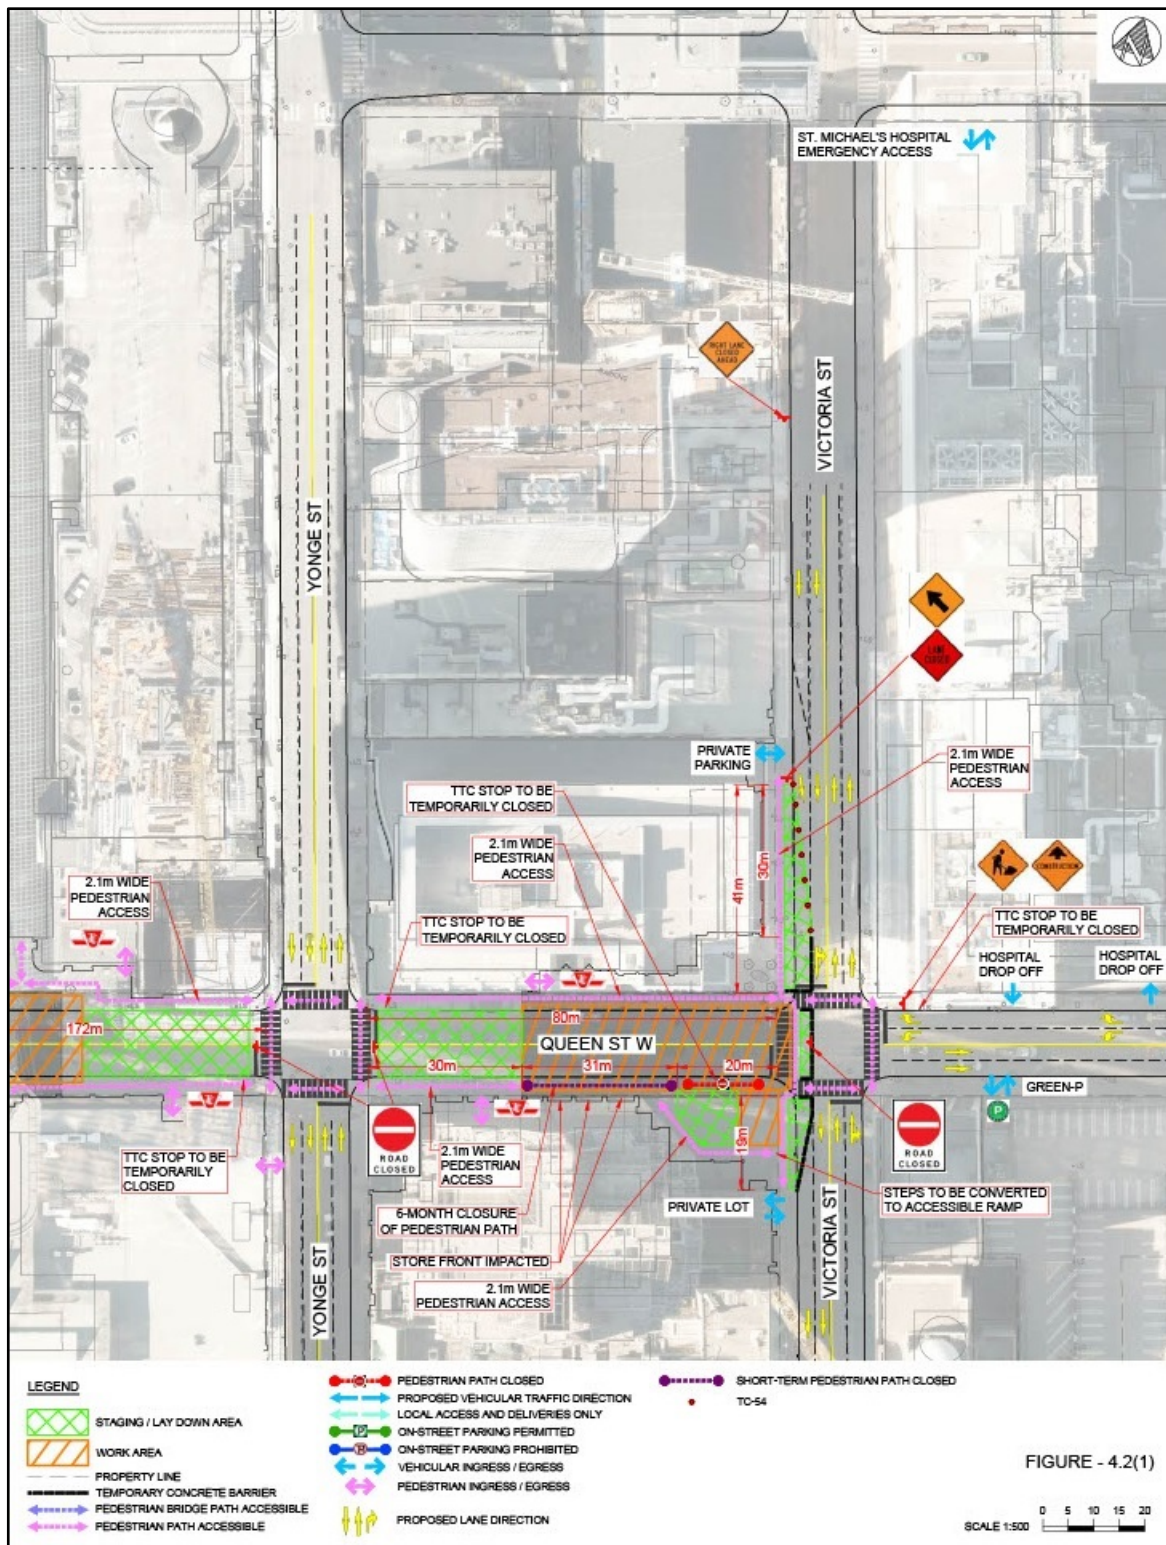 ST. MICHAEL'S HOSPITAL
EMERGENCY ACCESS
RIGHT LANE
CLOSED
AHEAD
VICTORIA ST
YONGE ST
LANE
CLOSED
PRIVATE
PARKING
2.1m WIDE
PEDESTRIAN
ACCESS
TTC STOP TO BE
TEMPORARILY CLOSED
2.1m WIDE
PEDESTRIAN
ACCESS
41m
30m
CONSTRUCTION
2.1m WIDE
PEDESTRIAN
ACCESS
TTC STOP TO BE
TEMPORARILY CLOSED
TTC STOP TO BE
TEMPORARILY CLOSED
HOSPITAL
DROP OFF
HOSPITAL
DROP OFF
172m
80m
QUEEN ST W
30m
31m
20m
GREEN-P
P
ROAD
CLOSED
ROAD
CLOSED
19m
TTC STOP TO BE
TEMPORARILY
CLOSED
2.1m WIDE
PEDESTRIAN
ACCESS
6-MONTH CLOSURE
OF PEDESTRIAN PATH
PRIVATE LOT
STEPS TO BE CONVERTED
TO ACCESSIBLE RAMP
STORE FRONT IMPACTED
2.1m WIDE
PEDESTRIAN ACCESS
YONGE ST
VICTORIA ST
LEGEND
STAGING / LAY DOWN AREA
WORK AREA
PROPERTY LINE
TEMPORARY CONCRETE BARRIER
PEDESTRIAN BRIDGE PATH ACCESSIBLE
PEDESTRIAN PATH ACCESSIBLE
PEDESTRIAN PATH CLOSED
PROPOSED VEHICULAR TRAFFIC DIRECTION
LOCAL ACCESS AND DELIVERIES ONLY
P ON-STREET PARKING PERMITTED
ON-STREET PARKING PROHIBITED
VEHICULAR INGRESS / EGRESS
PEDESTRIAN INGRESS / EGRESS
PROPOSED LANE DIRECTION
SHORT-TERM PEDESTRIAN PATH CLOSED
TC-54
FIGURE - 4.2(1)
SCALE 1:500
0 5 10 15 20